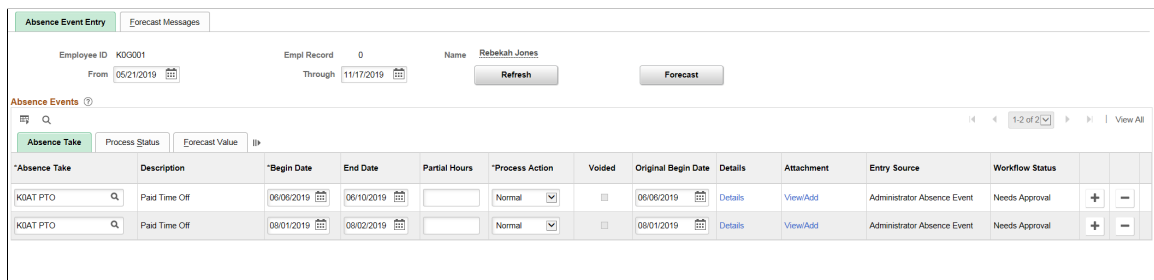 Absence Event Entry Forecast Messages
Employee ID K0G001 Empl Record 0 Name Rebekah Jones
From 05/21/2019 Through 11/17/2019 Refresh Forecast
Absence Events ?
1-2 of 2 | View All
Absence Take Process Status Forecast Value
*Absence Take Description *Begin Date End Date Partial Hours *Process Action Voided Original Begin Date Details Attachment Entry Source Workflow Status
K0AT PTO Paid Time Off 06/06/2019 06/10/2019 Normal 06/06/2019 Details View/Add Administrator Absence Event Needs Approval + −
K0AT PTO Paid Time Off 08/01/2019 08/02/2019 Normal 08/01/2019 Details View/Add Administrator Absence Event Needs Approval + −